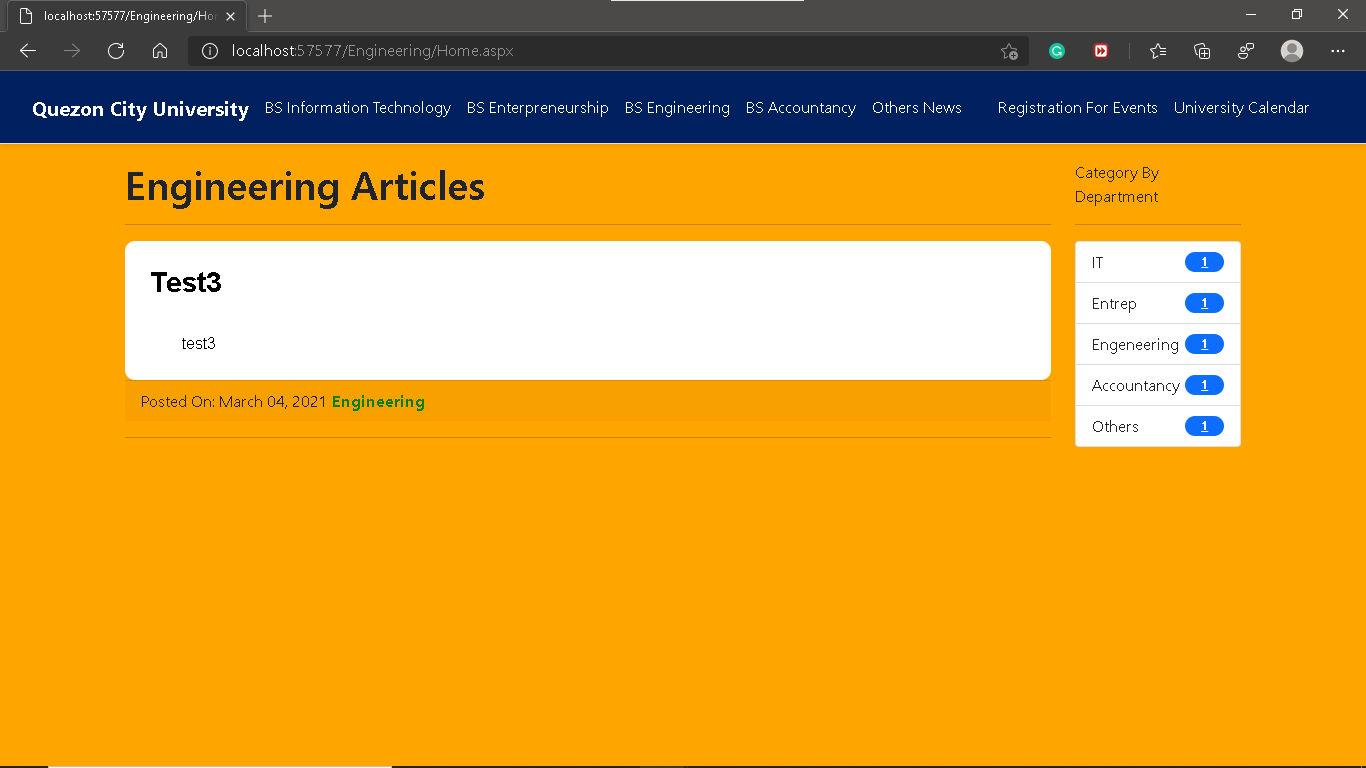 localhost:57577/Engineering/Ho
localhost:57577/Engineering/Home.aspx
Quezon City University BS Information Technology BS Enterpreneurship BS Engineering BS Accountancy Others News Registration For Events University Calendar
Engineering Articles
Test3
test3
Posted On: March 04, 2021 Engineering
Category By
Department
IT 1
Entrep 1
Engeneering 1
Accountancy 1
Others 1